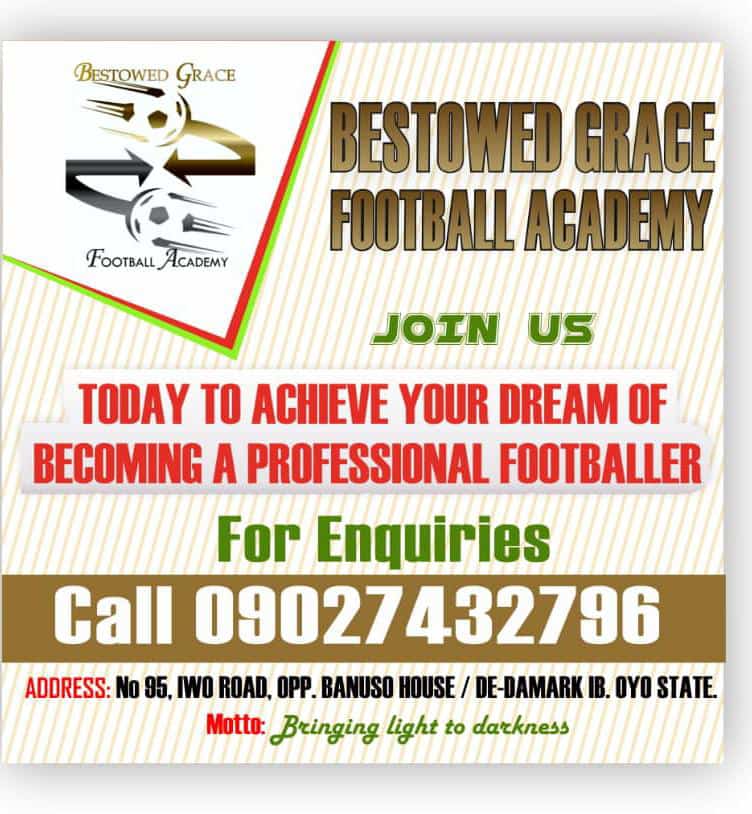 BESTOWED GRACE
FOOTBALL ACADEMY
BESTOWED GRACE
FOOTBALL ACADEMY
JOIN US
TODAY TO ACHIEVE YOUR DREAM OF
BECOMING A PROFESSIONAL FOOTBALLER
For Enquiries
Call 09027432796
ADDRESS: No 95, IWO ROAD, OPP. BANUSO HOUSE / DE-DAMARK IB. OYO STATE.
Motto: Bringing light to darkness